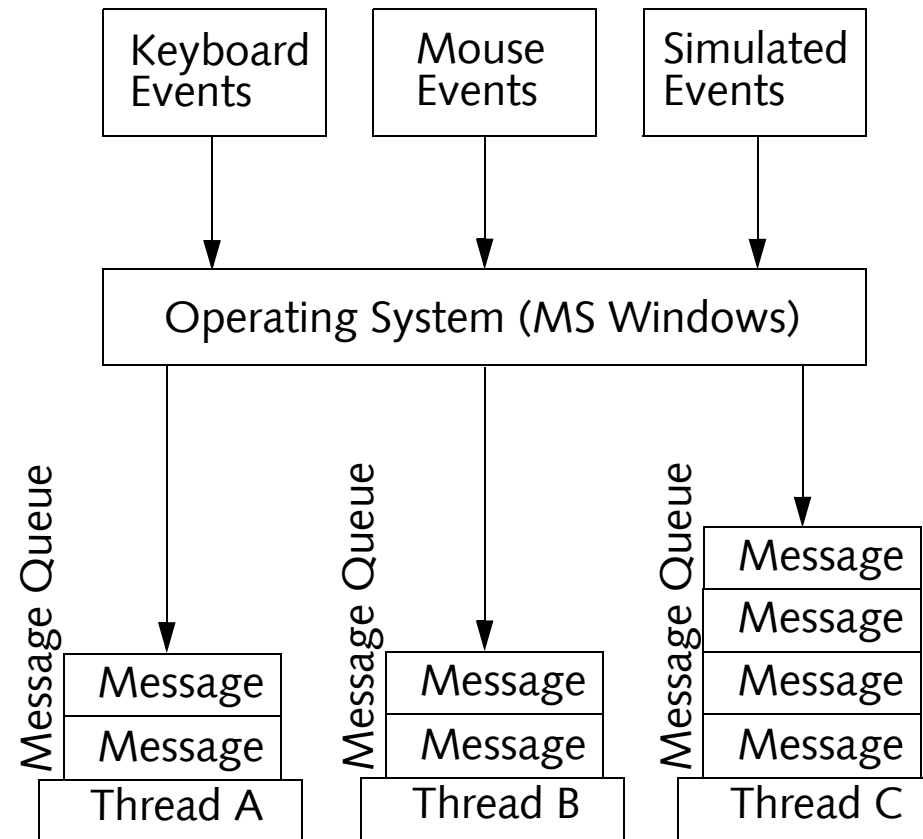 Keyboard
Events
Mouse
Events
Simulated
Events
Operating System (MS Windows)
Message Queue
Message
Message
Thread A
Message Queue
Message
Message
Thread B
Message Queue
Message
Message
Message
Message
Thread C